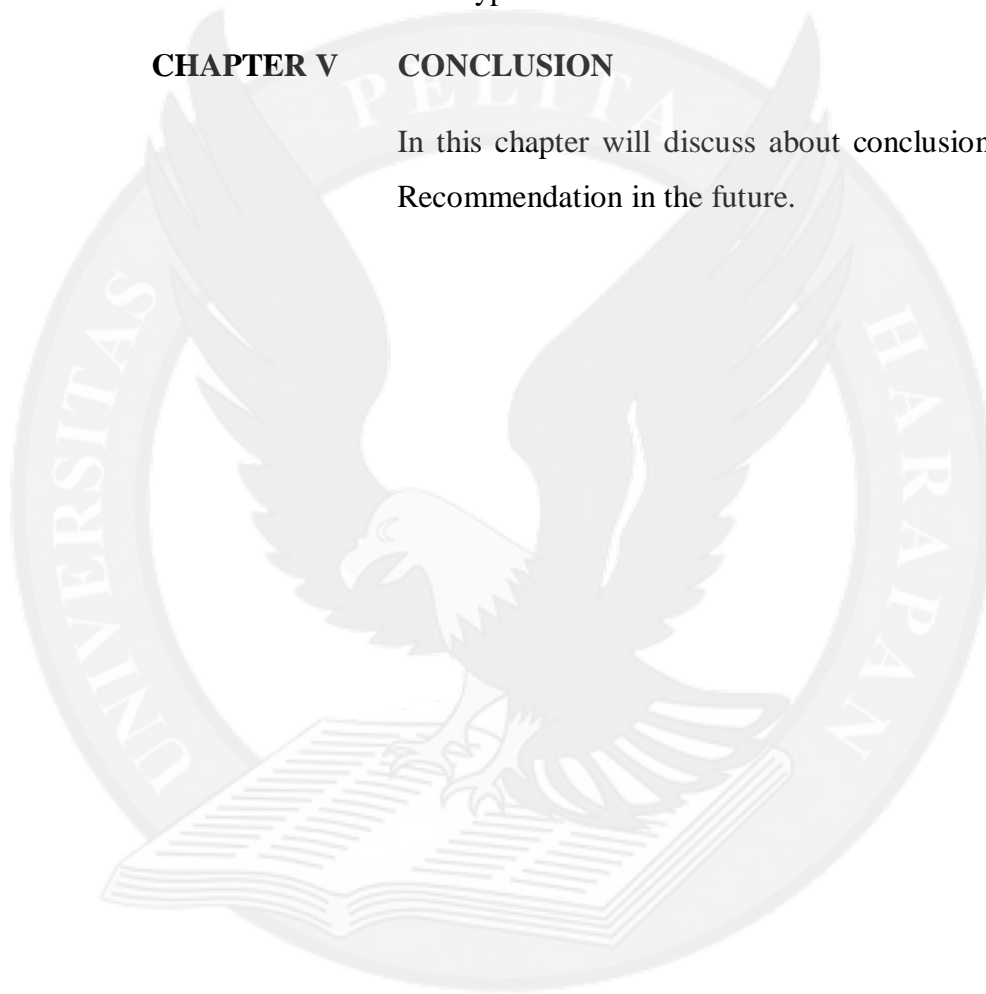 CHAPTER V CONCLUSION
In this chapter will discuss about conclusion
Recommendation in the future.
UNIVERSITAS PELITA HARAPAN